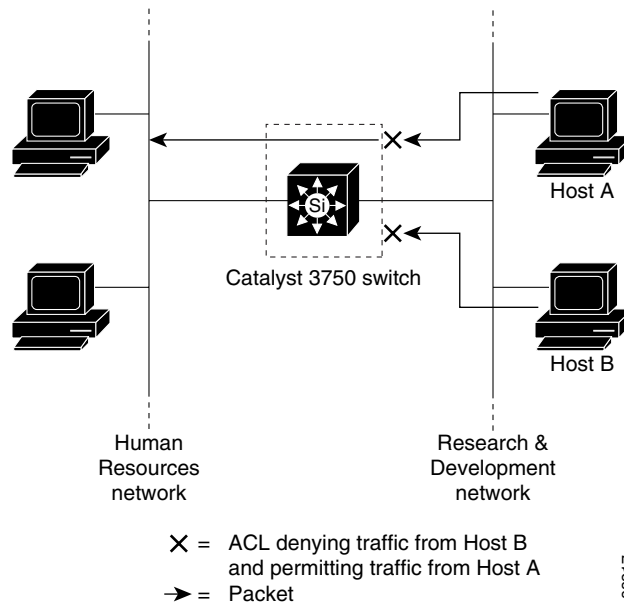 Si
Host A
Catalyst 3750 switch
Host B
Human
Resources
network
Research &
Development
network
X = ACL denying traffic from Host B
and permitting traffic from Host A
= Packet